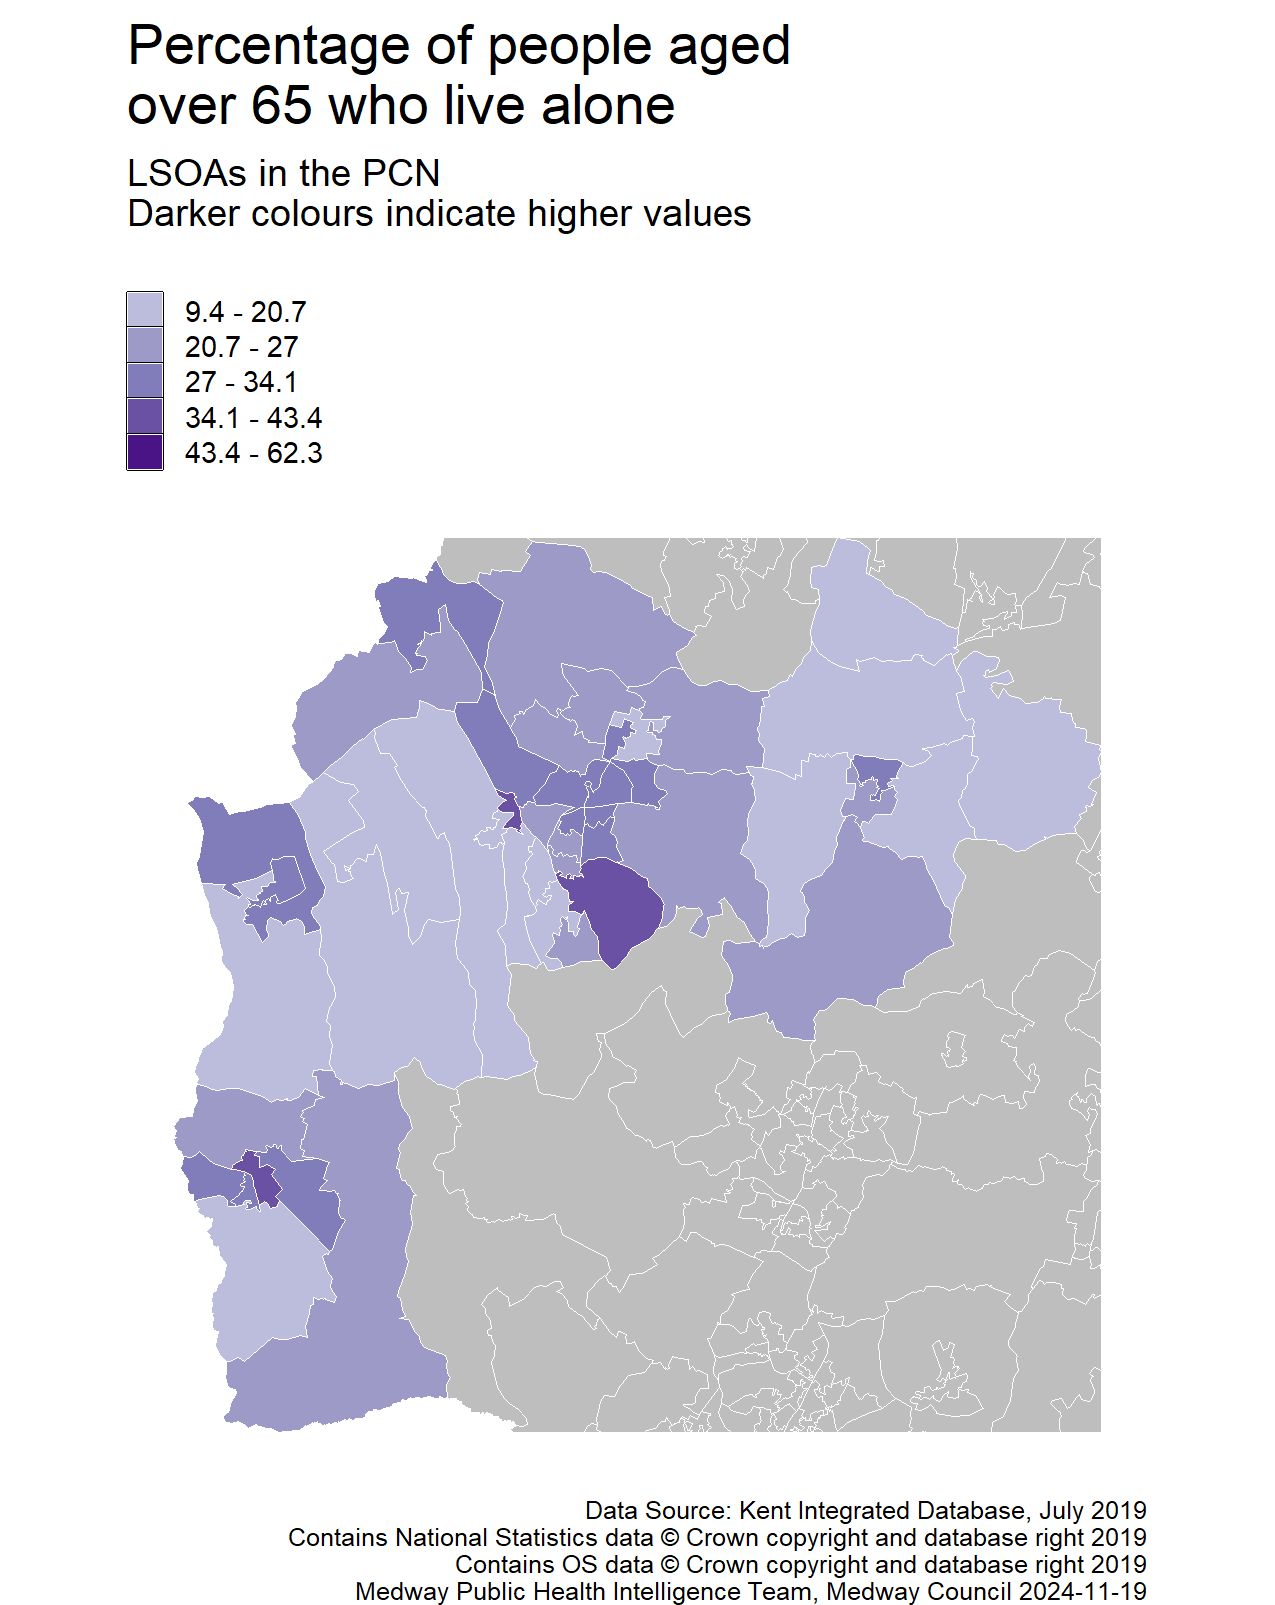 Percentage of people aged
over 65 who live alone
LSOAs in the PCN
Darker colours indicate higher values
9.4 - 20.7
20.7 - 27
27 - 34.1
34.1 - 43.4
43.4 - 62.3
Data Source: Kent Integrated Database, July 2019
Contains National Statistics data © Crown copyright and database right 2019
Contains OS data © Crown copyright and database right 2019
Medway Public Health Intelligence Team, Medway Council 2024-11-19